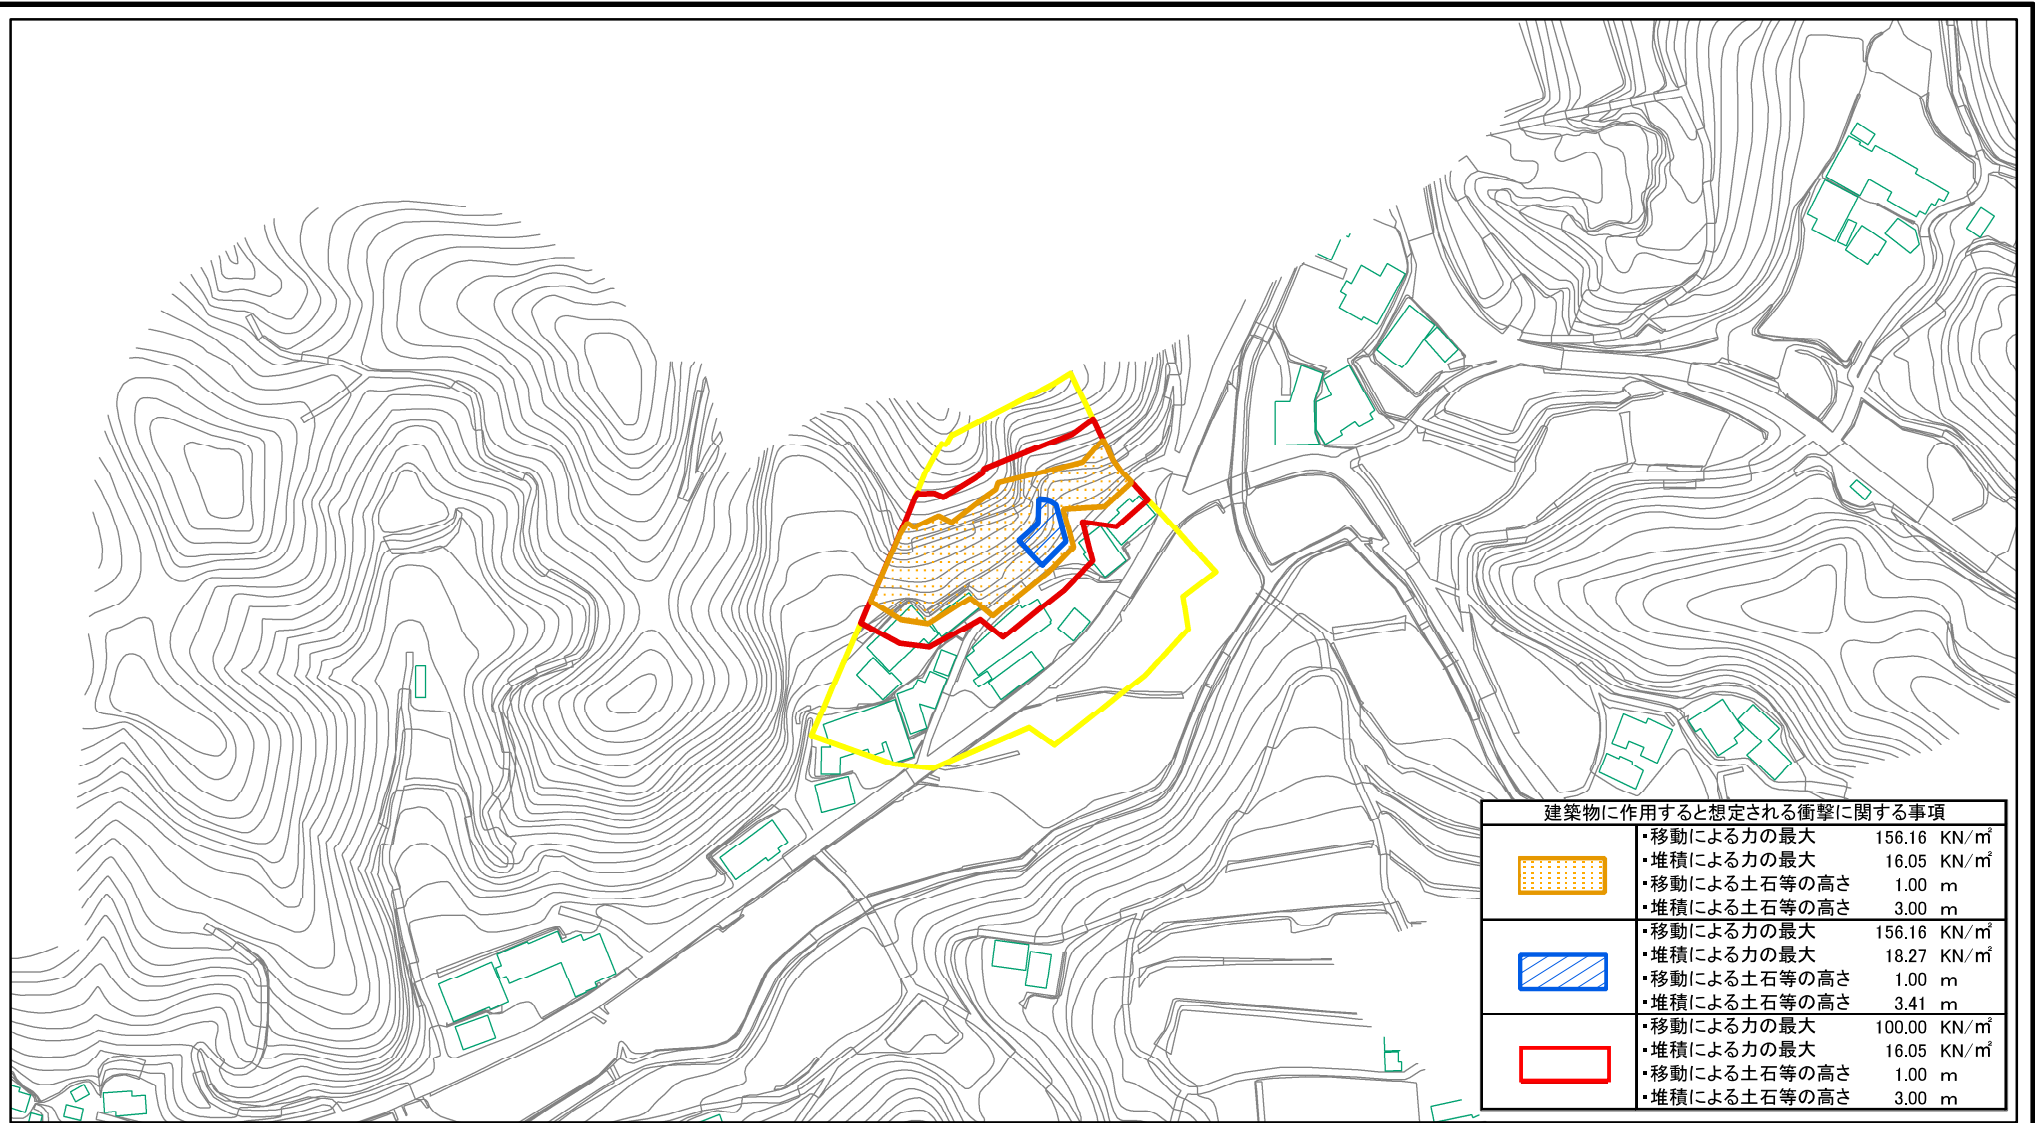 建築物に作用すると想定される衝撃に関する事項
・移動による力の最大 156.16 KN/㎡
・堆積による力の最大 16.05 KN/㎡
・移動による土石等の高さ 1.00 m
・堆積による土石等の高さ 3.00 m
・移動による力の最大 156.16 KN/㎡
・堆積による力の最大 18.27 KN/㎡
・移動による土石等の高さ 1.00 m
・堆積による土石等の高さ 3.41 m
・移動による力の最大 100.00 KN/㎡
・堆積による力の最大 16.05 KN/㎡
・移動による土石等の高さ 1.00 m
・堆積による土石等の高さ 3.00 m